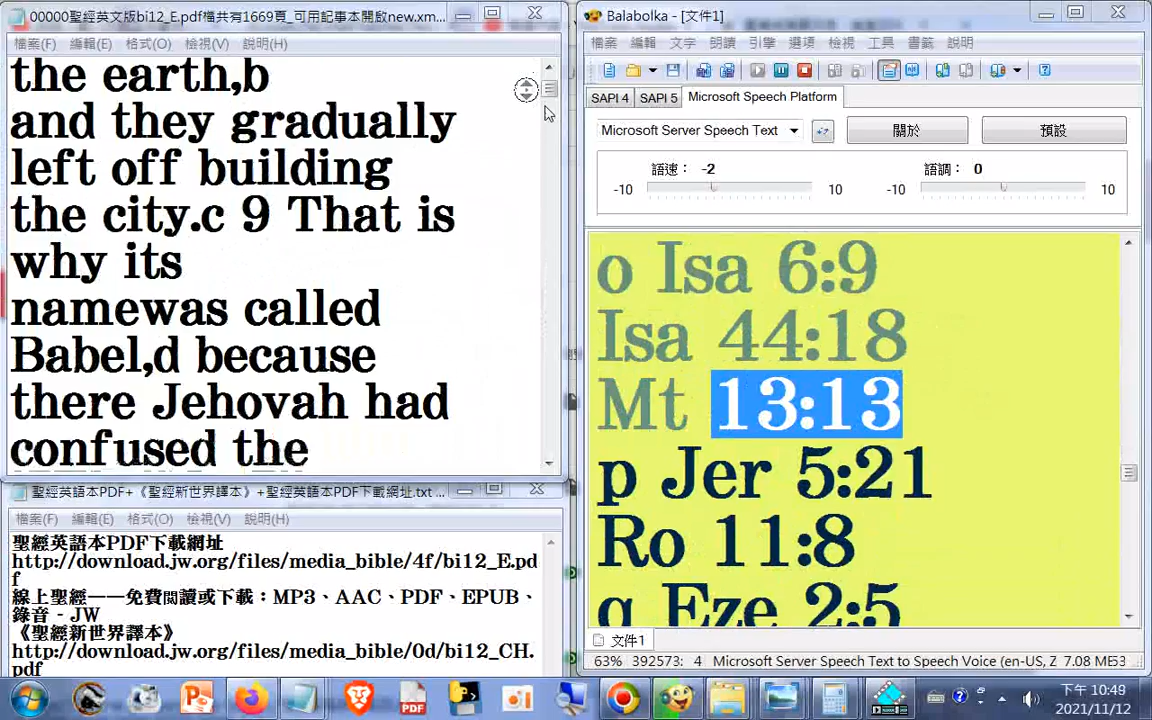 00000聖經英文版bi12_E.pdf檔共有1669頁_可用記事本開啟new.xm...
檔案(F) 編輯(E) 格式(O) 檢視(V) 說明(H)
the earth,b
and they gradually
left off building
the city.c 9 That is
why its
namewas called
Babel,d because
there Jehovah had
confused the
聖經英語本PDF+《聖經新世界譯本》+聖經英語本PDF下載網址.txt ...
檔案(F) 編輯(E) 格式(O) 檢視(V) 說明(H)
聖經英語本PDF下載網址
http://download.jw.org/files/media_bible/4f/bi12_E.pd
f
線上聖經——免費閱讀或下載：MP3、AAC、PDF、EPUB、
錄音 - JW
《聖經新世界譯本》
http://download.jw.org/files/media_bible/0d/bi12_CH.
pdf
Balabolka - [文件1]
檔案 編輯 文字 朗讀 引擎 選項 檢視 工具 書籤 說明
SAPI 4 SAPI 5 Microsoft Speech Platform
Microsoft Server Speech Text 關於 預設
語速： -2 語調： 0
-10 10 -10 10
o Isa 6:9
Isa 44:18
Mt 13:13
p Jer 5:21
Ro 11:8
q Eze 2:5
文件1
63% 392573: 4 Microsoft Server Speech Text to Speech Voice (en-US, Z 7.08 ME53
PDF
下午 10:49
2021/11/12